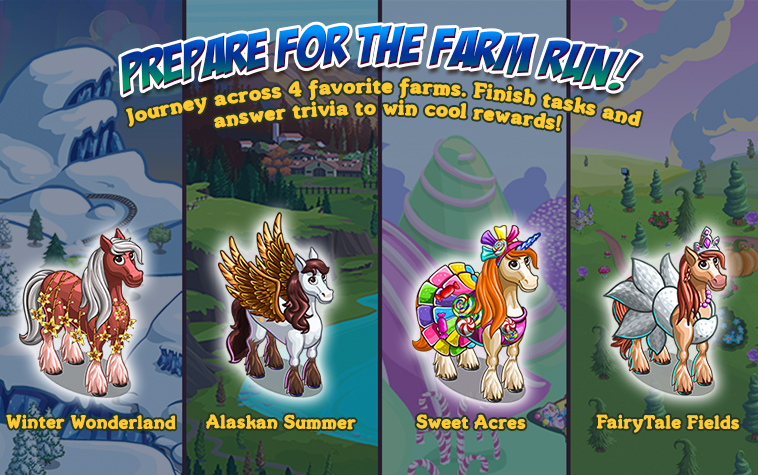 PREPARE FOR THE FARM RUN!
Journey across 4 favorite farms. Finish tasks and
answer trivia to win cool rewards!
Winter Wonderland
Alaskan Summer
Sweet Acres
FairyTale Fields